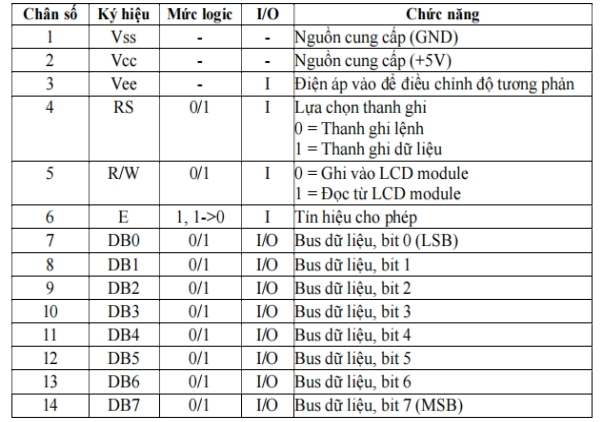 Chân số Ký hiệu Mức logic I/O Chức năng
1 Vss - - Nguồn cung cấp (GND)
2 Vcc - - Nguồn cung cấp (+5V)
3 Vee - I Điện áp vào để điều chỉnh độ tương phản
4 RS 0/1 I Lựa chọn thanh ghi
0 = Thanh ghi lệnh
1 = Thanh ghi dữ liệu
5 R/W 0/1 I 0 = Ghi vào LCD module
1 = Đọc từ LCD module
6 E 1, 1->0 I Tín hiệu cho phép
7 DB0 0/1 I/O Bus dữ liệu, bit 0 (LSB)
8 DB1 0/1 I/O Bus dữ liệu, bit 1
9 DB2 0/1 I/O Bus dữ liệu, bit 2
10 DB3 0/1 I/O Bus dữ liệu, bit 3
11 DB4 0/1 I/O Bus dữ liệu, bit 4
12 DB5 0/1 I/O Bus dữ liệu, bit 5
13 DB6 0/1 I/O Bus dữ liệu, bit 6
14 DB7 0/1 I/O Bus dữ liệu, bit 7 (MSB)